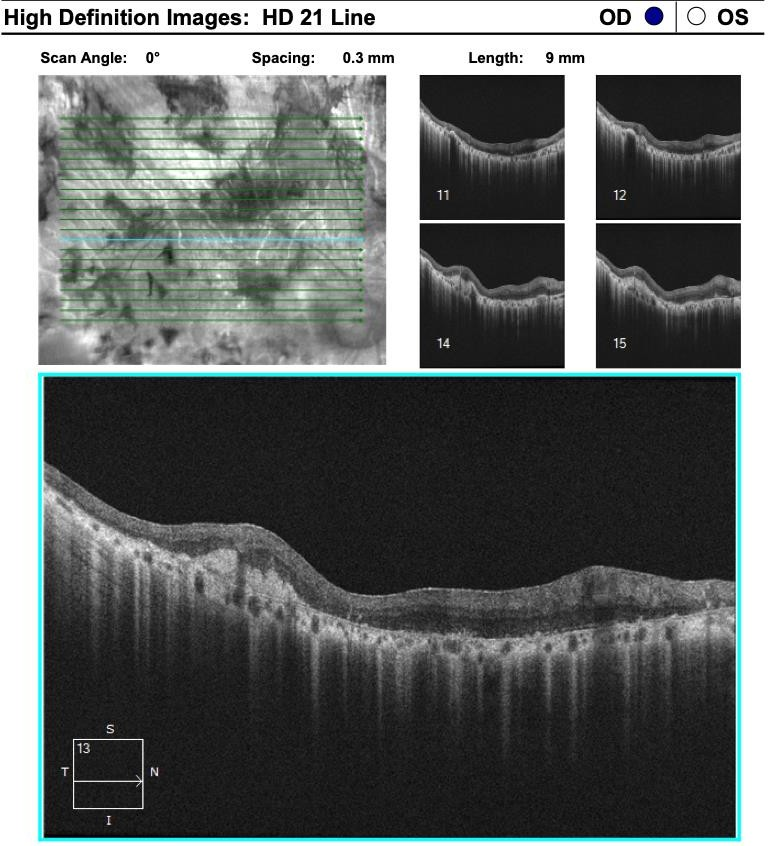 High Definition Images: HD 21 Line OD OS
Scan Angle: 0° Spacing: 0.3 mm Length: 9 mm
11
12
14
15
S
13
T N
I